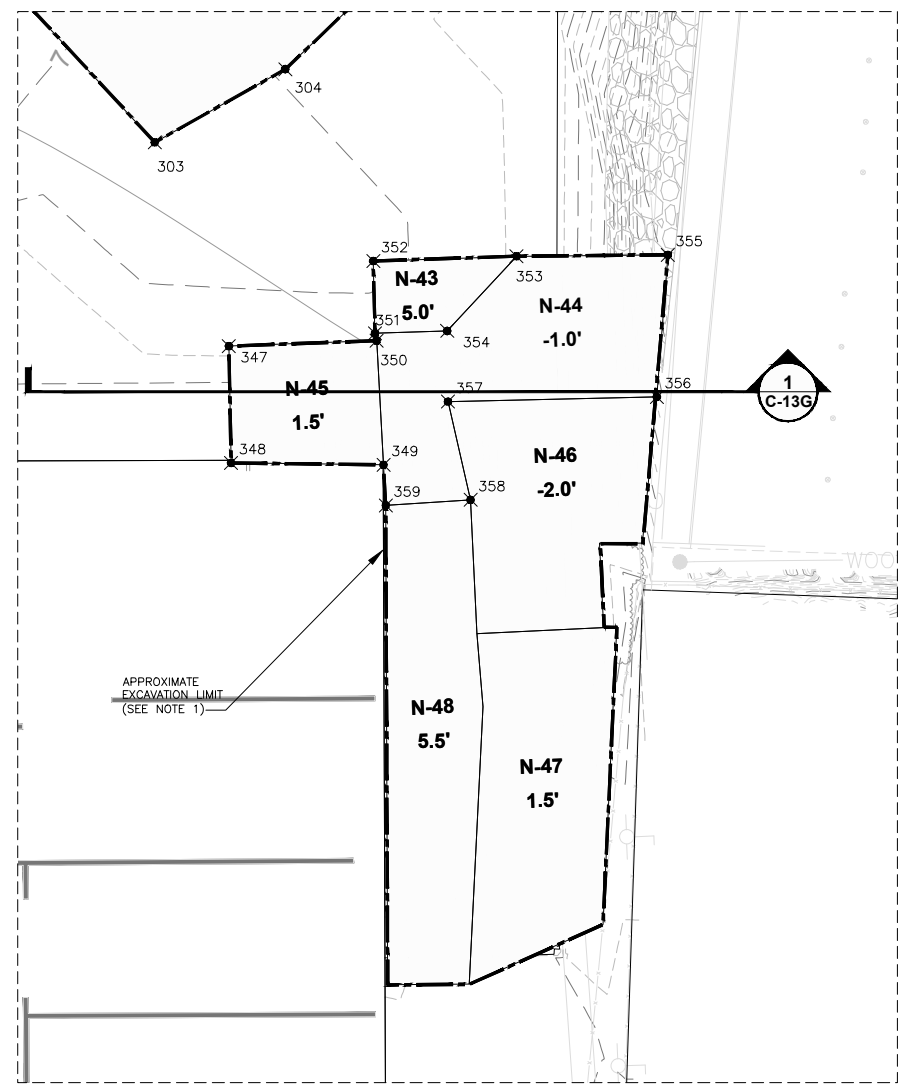 304
303
352
355
353
N-43
5.0'
N-44
-1.0'
351
354
350
347
357
356
1
C-13G
N-45
1.5'
N-46
-2.0'
348
349
359
358
WOO
APPROXIMATE
EXCAVATION LIMIT
(SEE NOTE 1)
N-48
5.5'
N-47
1.5'